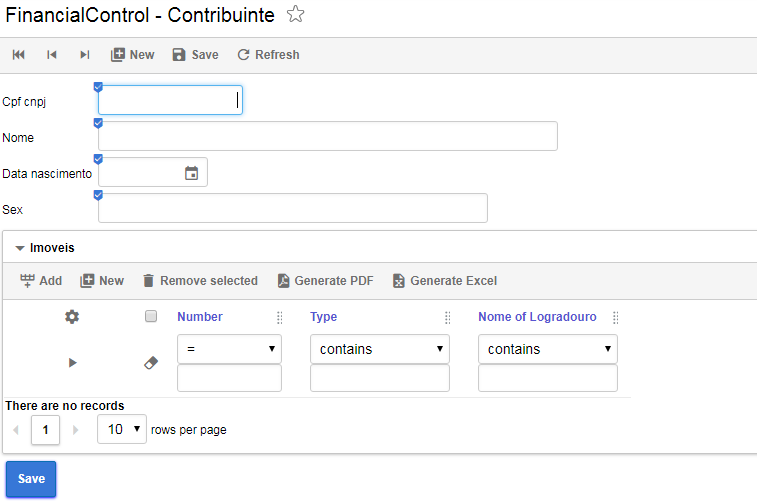 FinancialControl - Contribuinte
New Save Refresh
Cpf cnpj
Nome
Data nascimento
Sex
Imoveis
Add New Remove selected Generate PDF Generate Excel
Number Type Nome of Logradouro
= contains contains
There are no records
1 10 rows per page
Save